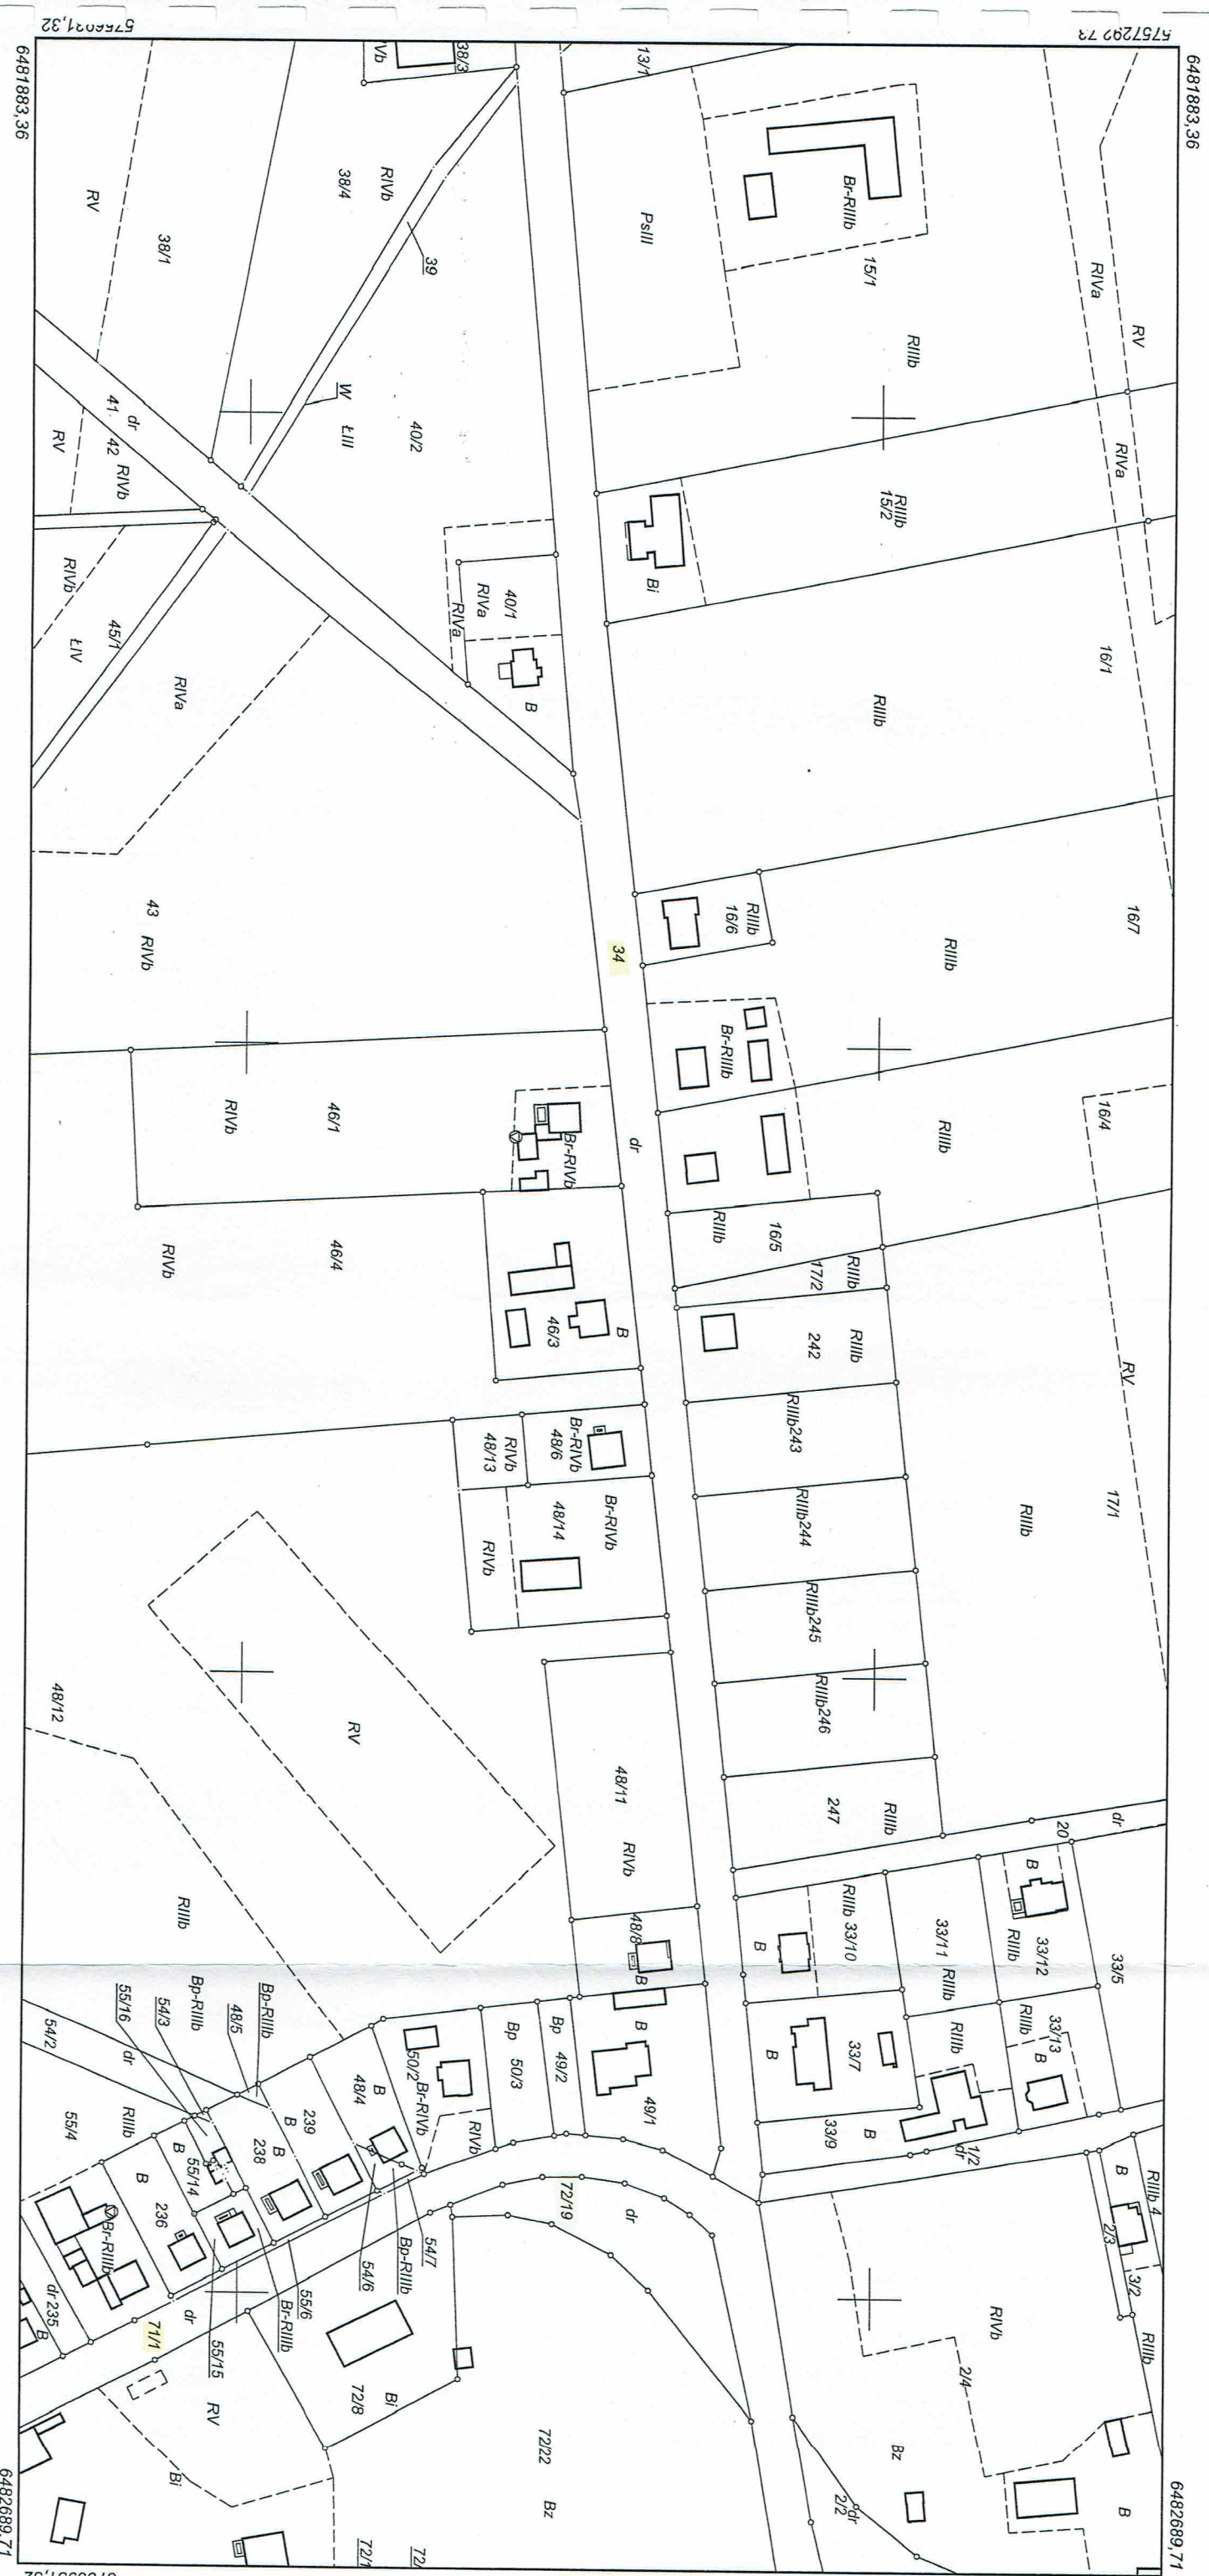 5757292,73
6481883,36
6481883,36
38/3
13/1
RV
38/1
RIVb
38/4
39
PsIII
Br-RIIIb
15/1
RIIIb
RIVa
RV
W
ŁIII
40/2
dr
41
42
RIVb
RV
RIIIb
15/2
RIVa
Bi
RIVb
45/1
ŁIV
RIVa
40/1
RIVa
RIVa
B
16/1
RIIIb
43
RIVb
34
RIIIb
16/6
RIIIb
16/7
Br-RIIIb
RIVb
46/1
Br-RIVb
dr
RIIIb
16/4
RIVb
46/4
46/3
B
RIIIb
16/5
17/2
RIIIb
242
RIIIb
RV
RIIIb243
RIIIb244
RIIIb245
RIIIb246
247
RIIIb
RIIIb
17/1
Br-RIVb
48/6
RIVb
48/13
48/14
Br-RIVb
RIVb
48/12
RV
48/11
RIVb
RIIIb
48/8
B
20
dr
B
RIIIb
33/12
33/5
RIIIb 33/10
B
33/11
RIIIb
RIIIb
33/13
B
RIIIb
33/7
B
33/9
B
1/2
dr
49/1
B
49/2
Bp
50/3
Bp
50/2
Br-RIVb
RIVb
48/4
B
239
B
238
B
Bp-RIIIb
48/5
Bp-RIIIb
54/3
55/16
54/2
dr
55/4
RIIIb
B
55/14
B
236
Br-RIIIb
dr 235
B
dr
71/1
55/15
Br-RIIIb
55/6
54/6
Bp-RIIIb
54/7
72/19
dr
72/8
Bi
RV
Bi
72/22
Bz
RIIIb 4
B
2/3
3/2
RIIIb
RIVb
2/4
Bz
B
dr
2/2
6482689,71
6482689,71